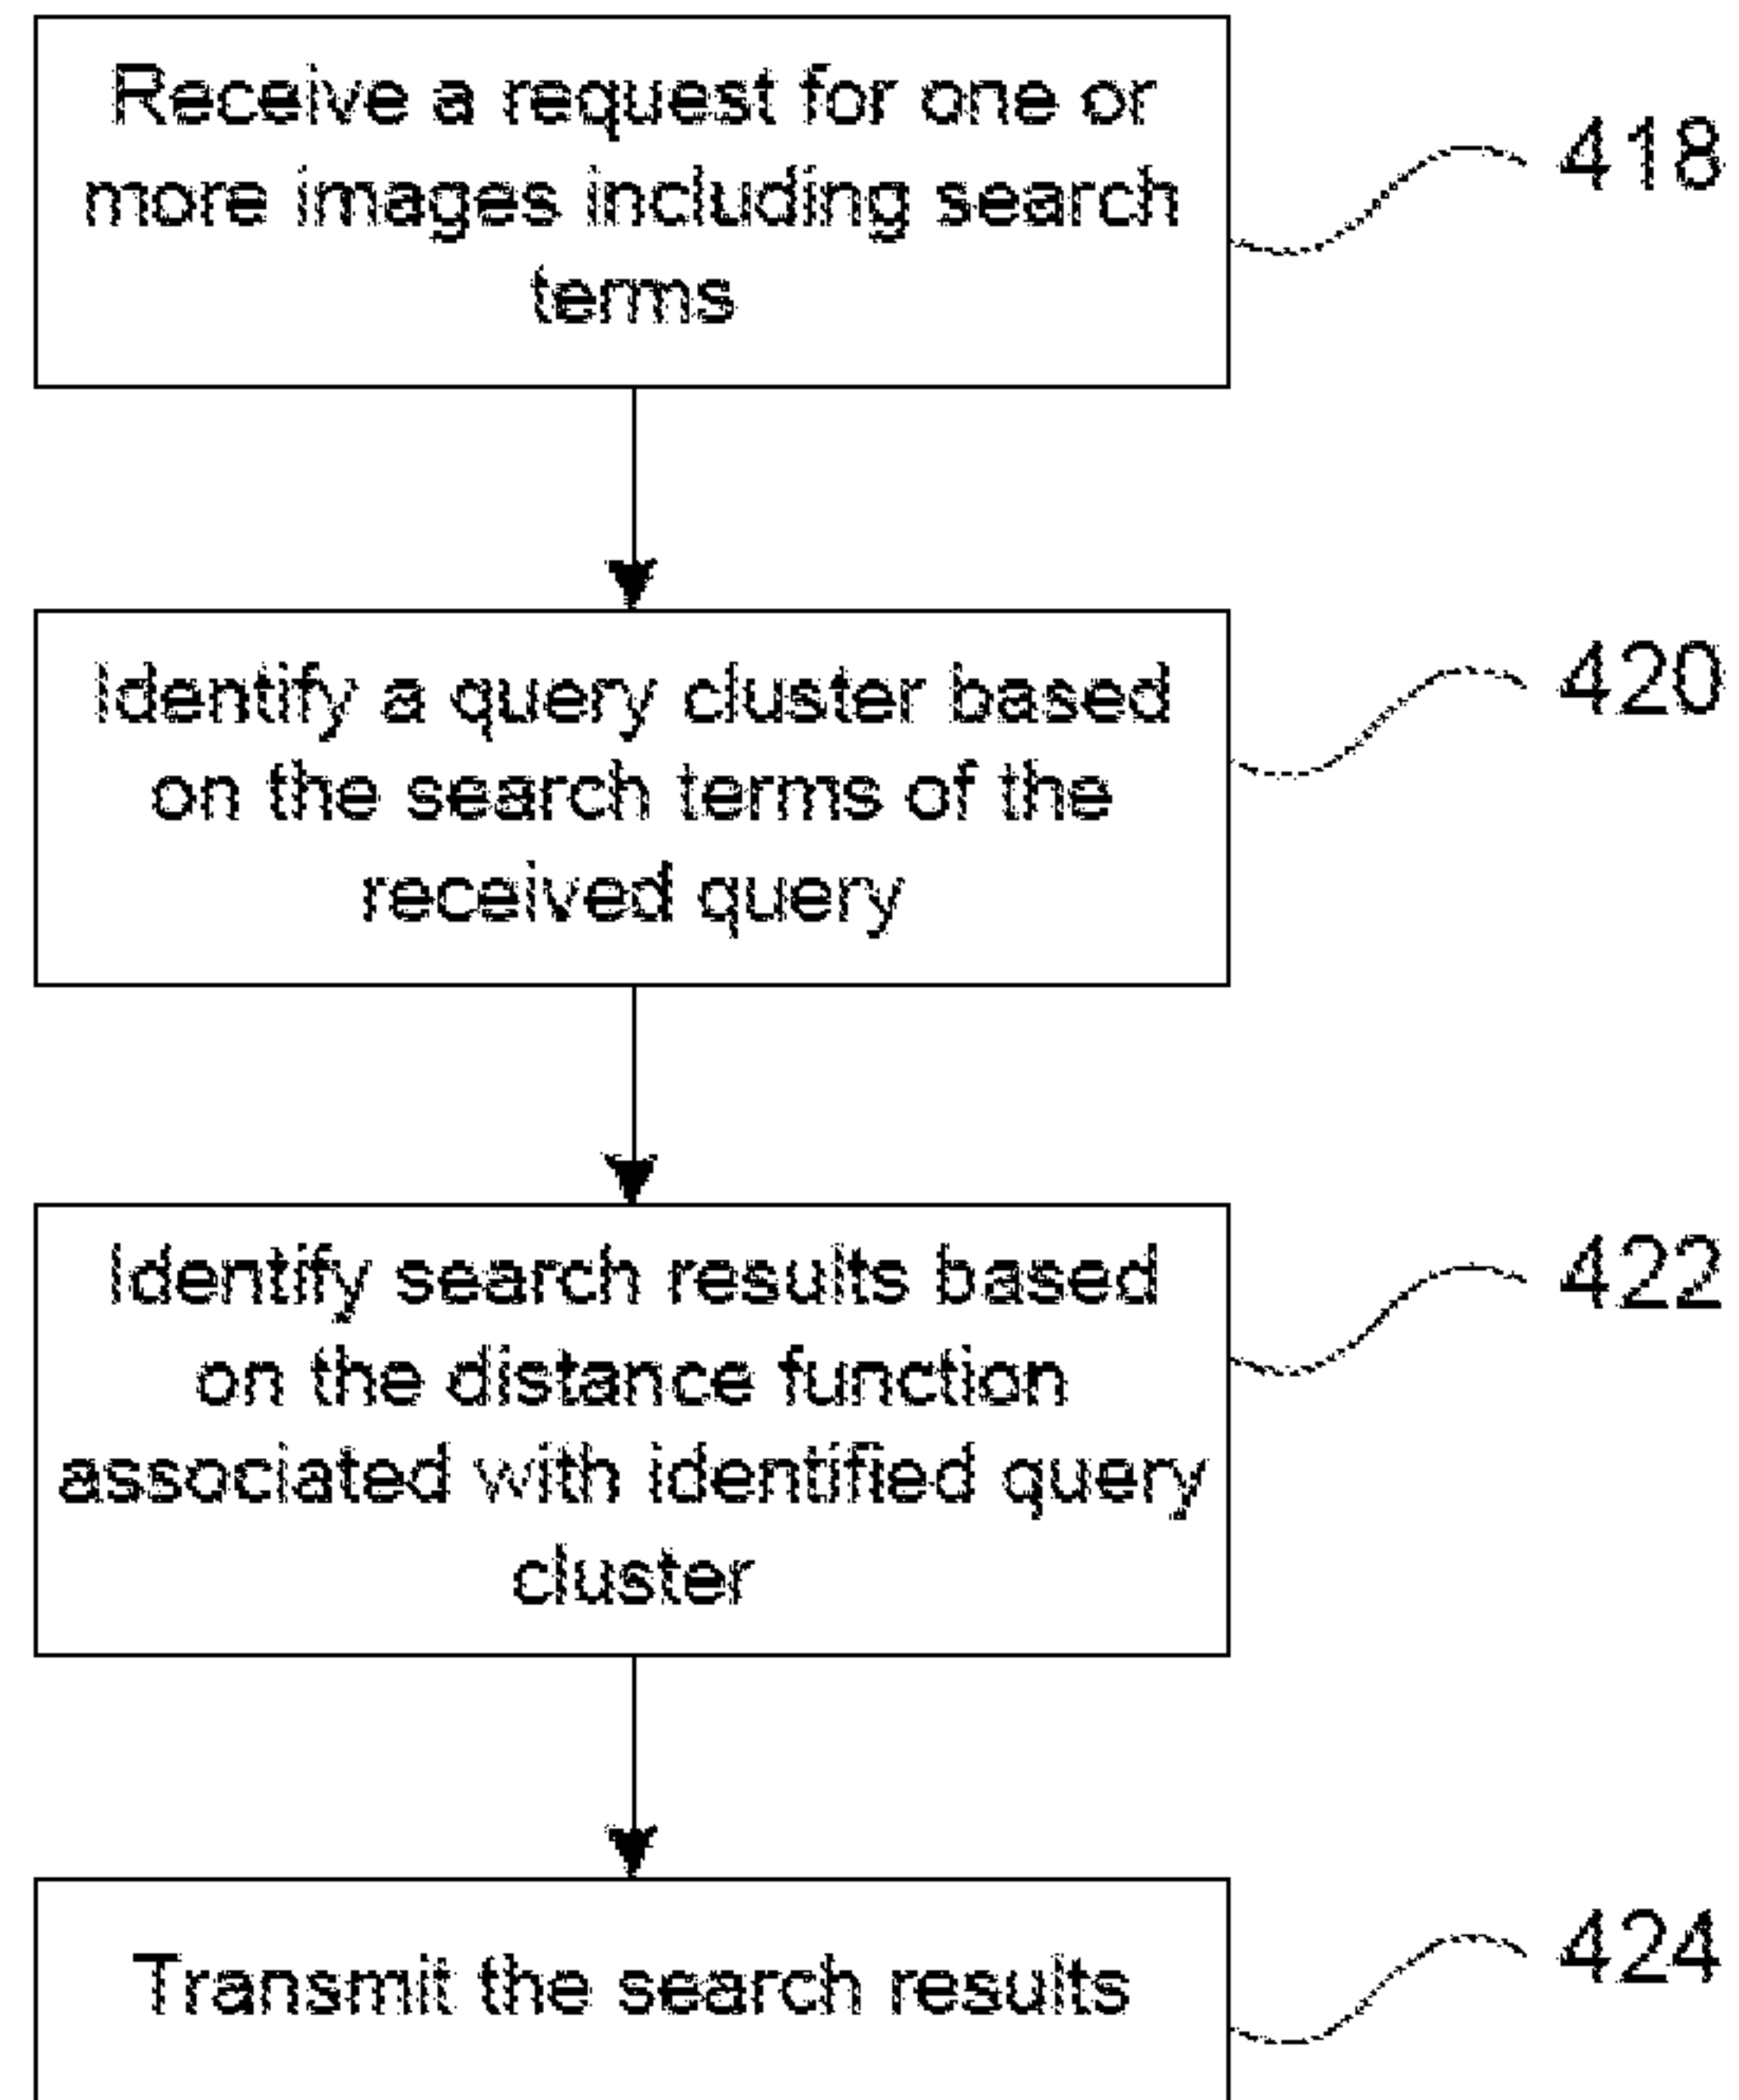 Receive a request for one or
more images including search
terms
418
Identify a query cluster based
on the search terms of the
received query
420
Identify search results based
on the distance function
associated with identified query
cluster
422
Transmit the search results
424